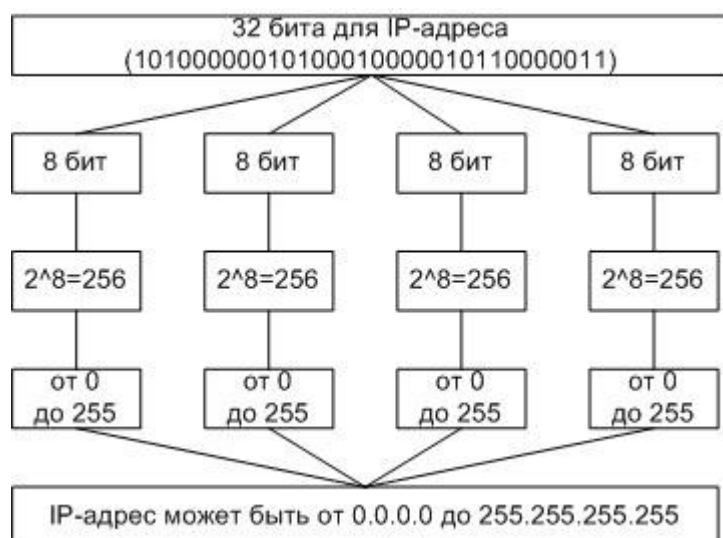 32 бита для IP-адреса
(10100000010100010000010110000011)
8 бит 8 бит 8 бит 8 бит
2^8=256 2^8=256 2^8=256 2^8=256
от 0 от 0 от 0 от 0
до 255 до 255 до 255 до 255
IP-адрес может быть от 0.0.0.0 до 255.255.255.255